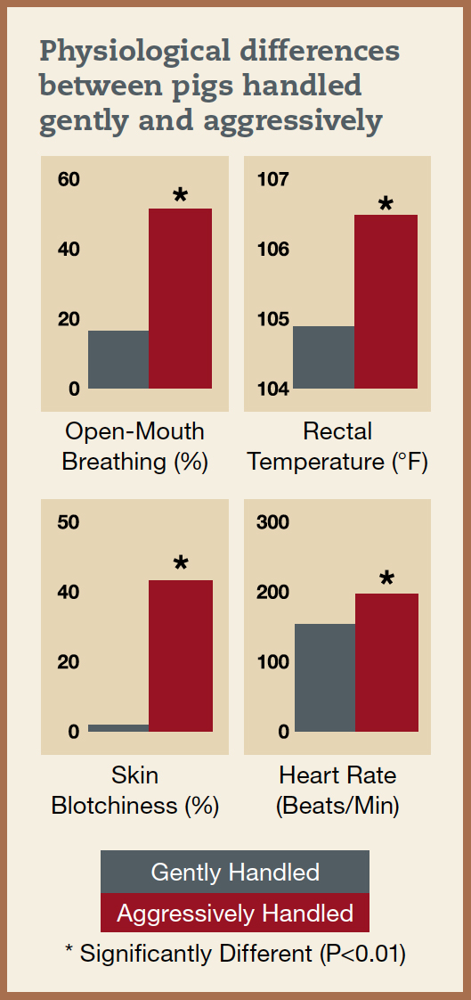 Physiological differences
between pigs handled
gently and aggressively
60
40
20
0
*
Open-Mouth
Breathing (%)
107
106
105
104
*
Rectal
Temperature (°F)
50
40
20
0
*
Skin
Blotchiness (%)
300
200
100
0
*
Heart Rate
(Beats/Min)
Gently Handled
Aggressively Handled
* Significantly Different (P<0.01)